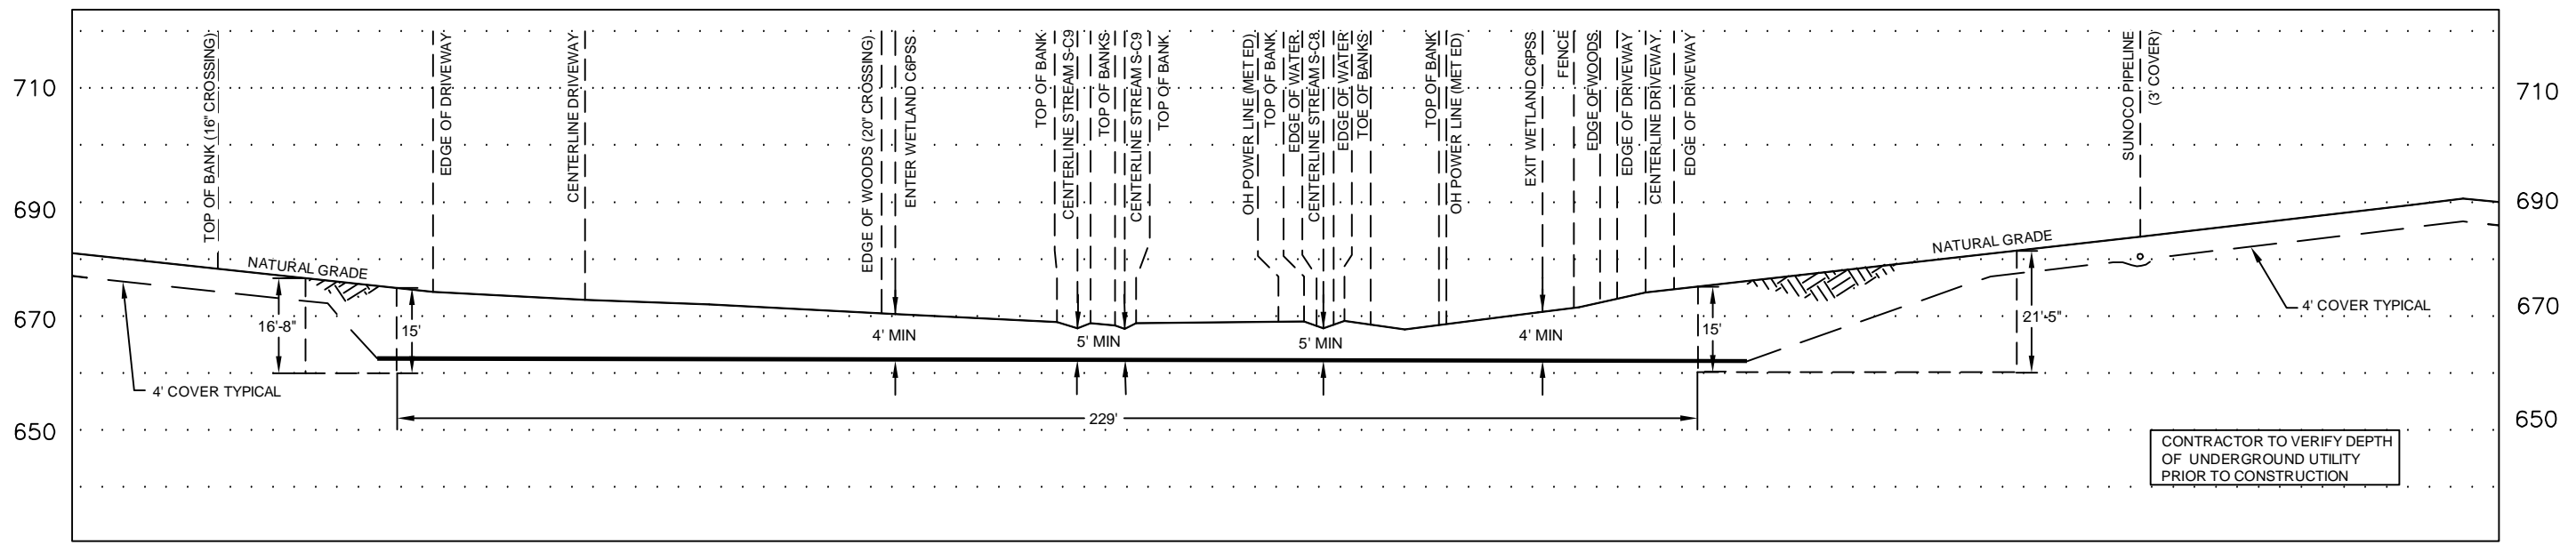 710
690
670
650
TOP OF BANK (16" CROSSING)
EDGE OF DRIVEWAY
CENTERLINE DRIVEWAY
EDGE OF WOODS (20" CROSSING)
ENTER WETLAND C6PSS
TOP OF BANK
CENTERLINE STREAM S-C9
TOP OF BANKS
CENTERLINE STREAM S-C9
TOP OF BANK
OH POWER LINE (MET ED)
TOP OF BANK
EDGE OF WATER
CENTERLINE STREAM S-C8
EDGE OF WATER
TOE OF BANKS
TOP OF BANK
OH POWER LINE (MET ED)
EXIT WETLAND C6PSS
FENCE
EDGE OF WOODS
EDGE OF DRIVEWAY
CENTERLINE DRIVEWAY
EDGE OF DRIVEWAY
SUNOCO PIPELINE
(3' COVER)
NATURAL GRADE
16'-8"
15'
4' COVER TYPICAL
4' MIN
5' MIN
5' MIN
4' MIN
229'
15'
NATURAL GRADE
21'-5"
4' COVER TYPICAL
CONTRACTOR TO VERIFY DEPTH
OF UNDERGROUND UTILITY
PRIOR TO CONSTRUCTION
710
690
670
650